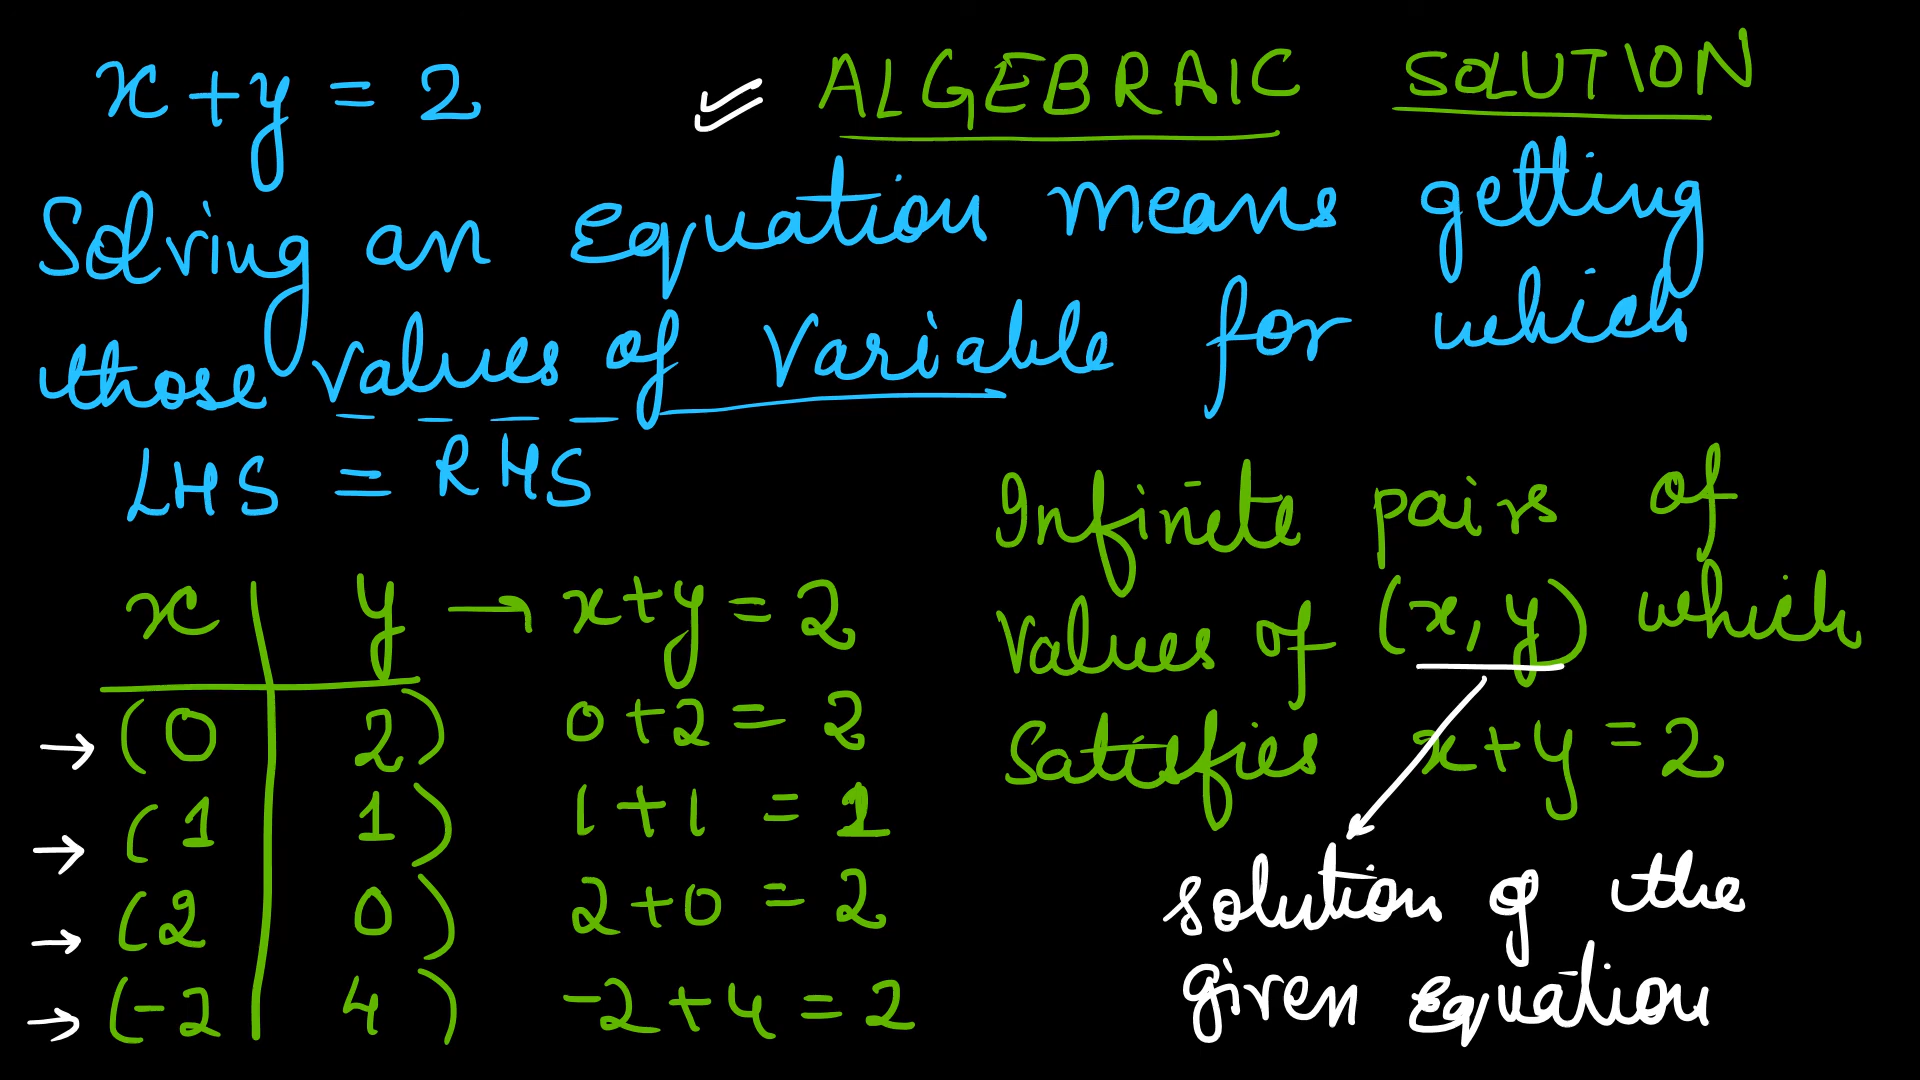 x + y = 2
ALGEBRAIC SOLUTION
Solving an Equation means getting
those values of Variable for which
LHS = RHS
x y → x+y = 2
→ (0 2) 0+2 = 2
→ (1 1) 1+1 =
→ (2 0) 2+0 = 2
→ (-2 4) -2+4 = 2
Infinite pairs of
Values of (x, y) which
Satisfies x+y = 2
solution of the
given Equation